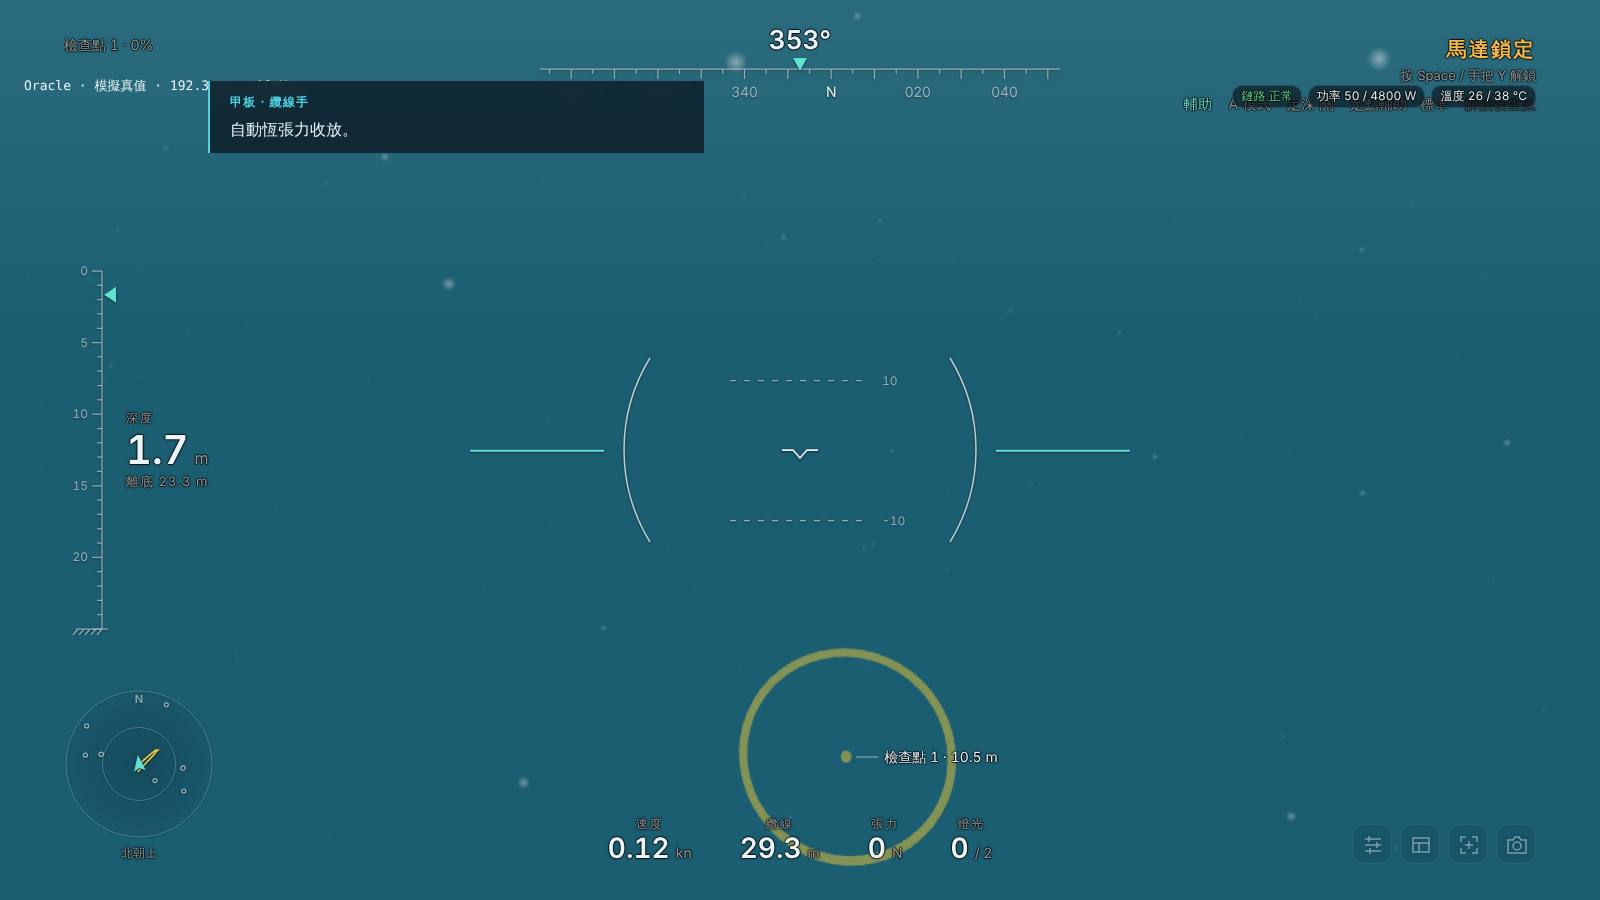 檢查點 1 · 0%
353°
馬達鎖定
按 Space / 手把 Y 解鎖
Oracle · 模擬真值 · 192.3
甲板 · 纜線手
自動恆張力收放。
340 N 020 040
鏈路 正常 功率 50 / 4800 W 溫度 26 / 38 °C
輔助
0
5
10
15
20
深度
1.7 m
離底 23.3 m
10
-10
N
北朝上
檢查點 1 · 10.5 m
速度 纜線 張力 燈光
0.12 kn 29.3 m 0 N 0 / 2